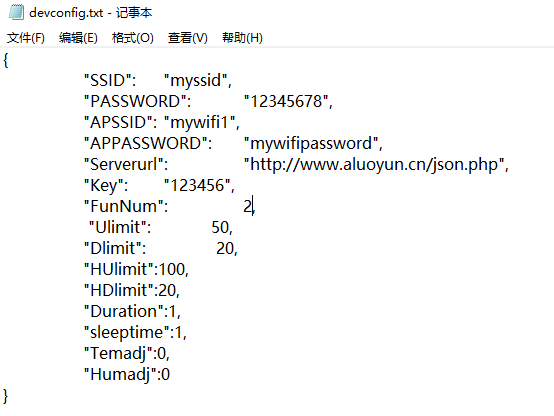 devconfig.txt - 记事本
文件(F) 编辑(E) 格式(O) 查看(V) 帮助(H)
{
"SSID": "myssid",
"PASSWORD": "12345678",
"APSSID": "mywifi1",
"APPASSWORD": "mywifipassword",
"Serverurl": "http://www.aluoyun.cn/json.php",
"Key": "123456",
"FunNum": 2,
"Ulimit": 50,
"Dlimit": 20,
"HUlimit":100,
"HDlimit":20,
"Duration":1,
"sleeptime":1,
"Temadj":0,
"Humadj":0
}